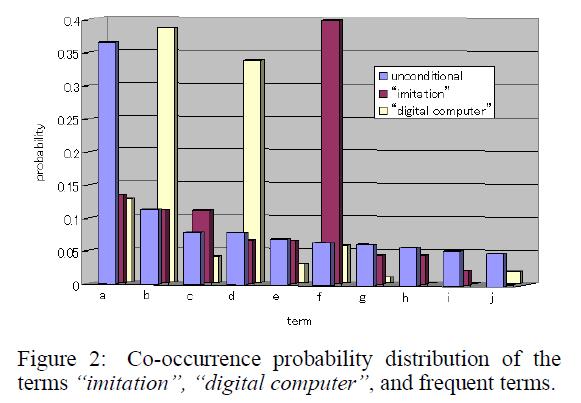 0.4
0.35
0.3
0.25
0.2
0.15
0.1
0.05
0
probability
unconditional
“imitation”
“digital computer”
a b c d e f g h i j
term
Figure 2: Co-occurrence probability distribution of the
terms “imitation”, “digital computer”, and frequent terms.